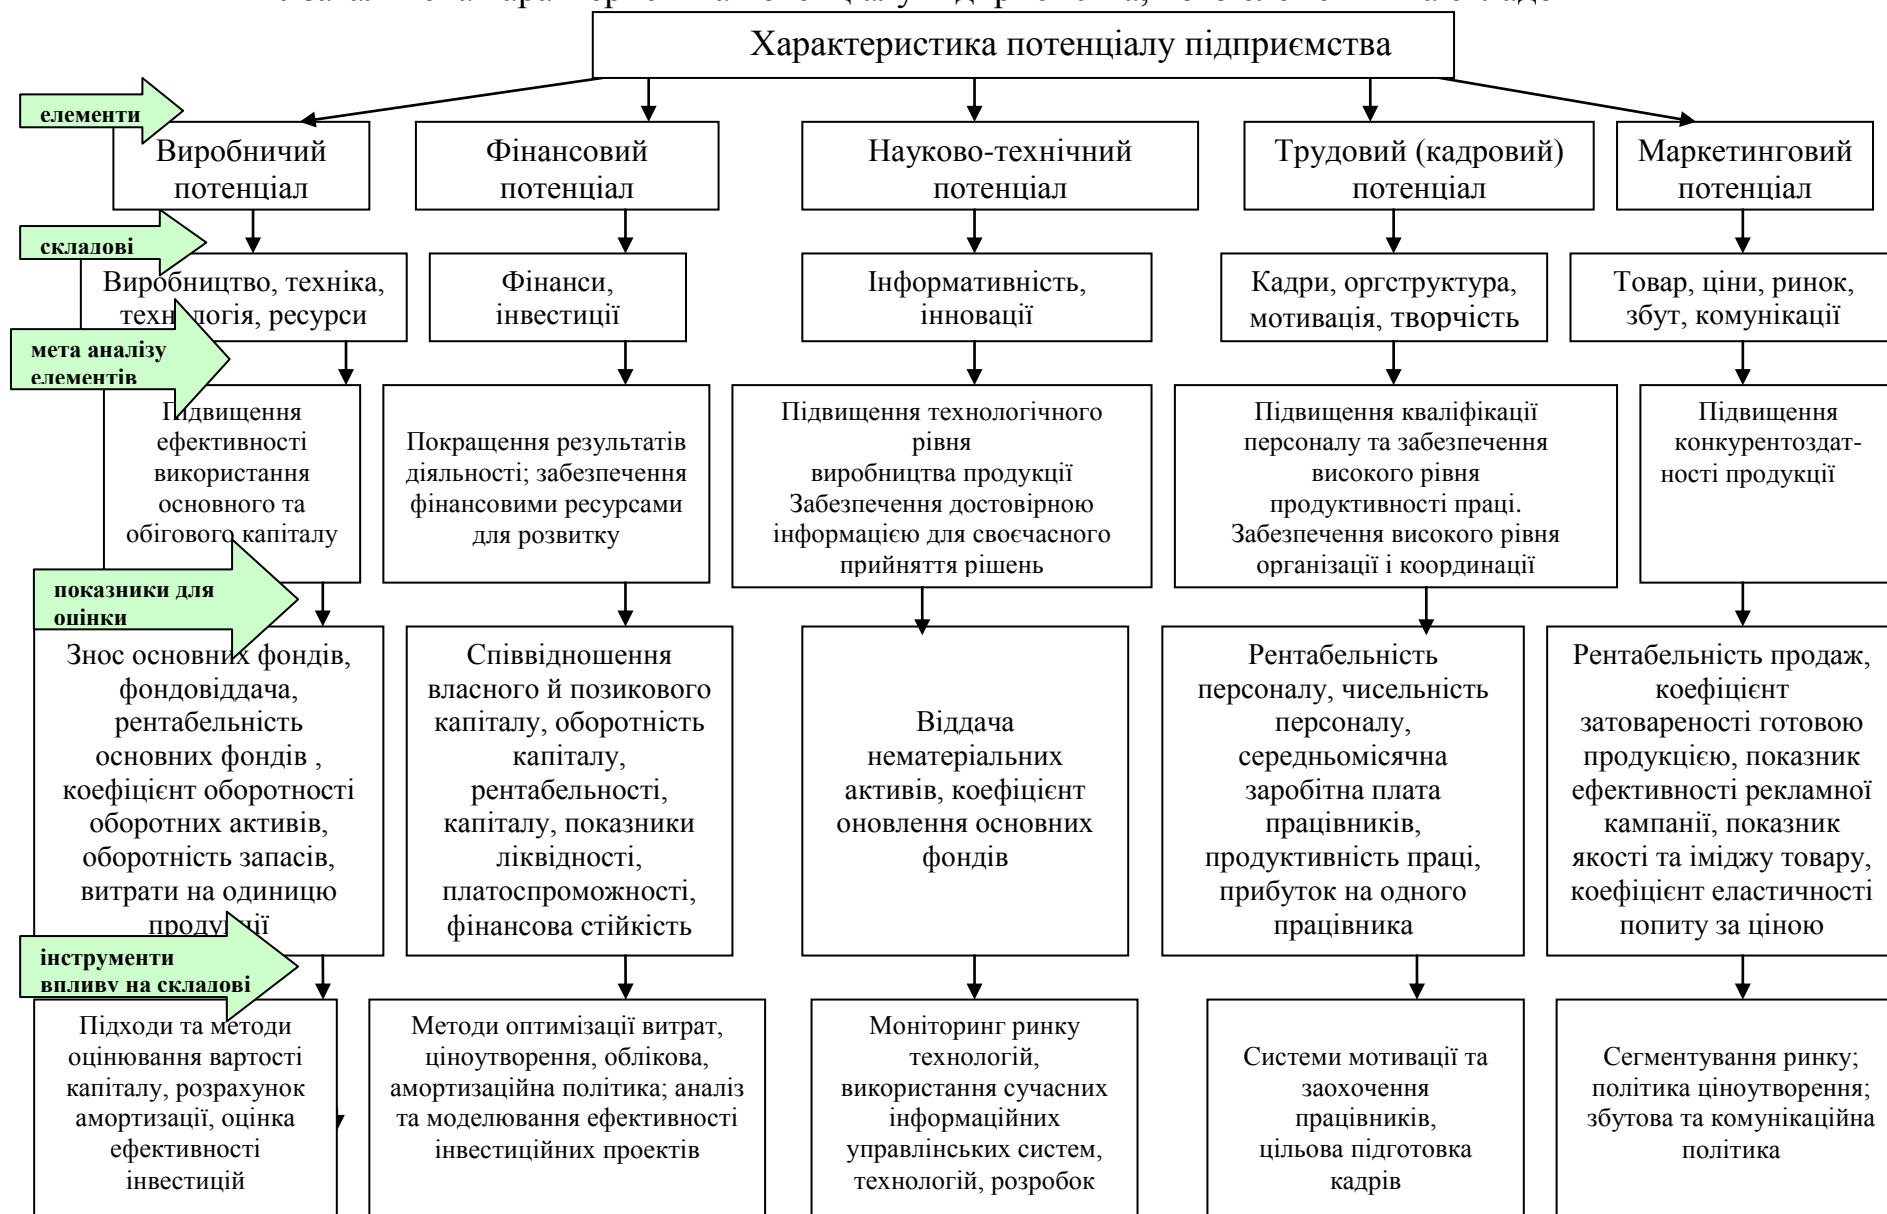 Характеристика потенціалу підприємства
елементи
Виробничий
потенціал
Фінансовий
потенціал
Науково-технічний
потенціал
Трудовий (кадровий)
потенціал
Маркетинговий
потенціал
складові
Виробництво, техніка,
технологія, ресурси
Фінанси,
інвестиції
Інформативність,
інновації
Кадри, оргструктура,
мотивація, творчість
Товар, ціни, ринок,
збут, комунікації
мета аналізу
елементів
Підвищення
ефективності
використання
основного та
обігового капіталу
Покращення результатів
діяльності; забезпечення
фінансовими ресурсами
для розвитку
Підвищення технологічного
рівня
виробництва продукції
Забезпечення достовірною
інформацією для своєчасного
прийняття рішень
Підвищення кваліфікації
персоналу та забезпечення
високого рівня
продуктивності праці.
Забезпечення високого рівня
організації і координації
Підвищення
конкурентоздат-
ності продукції
показники для
оцінки
Знос основних фондів,
фондовіддача,
рентабельність
основних фондів ,
коефіцієнт оборотності
оборотних активів,
оборотність запасів,
витрати на одиницю
продукції
Співвідношення
власного й позикового
капіталу, оборотність
капіталу,
рентабельності,
капіталу, показники
ліквідності,
платоспроможності,
фінансова стійкість
Віддача
нематеріальних
активів, коефіцієнт
оновлення основних
фондів
Рентабельність
персоналу, чисельність
персоналу,
середньомісячна
заробітна плата
працівників,
продуктивність праці,
прибуток на одного
працівника
Рентабельність продаж,
коефіцієнт
затовареності готовою
продукцією, показник
ефективності рекламної
кампанії, показник
якості та іміджу товару,
коефіцієнт еластичності
попиту за ціною
інструменти
впливу на складові
Підходи та методи
оцінювання вартості
капіталу, розрахунок
амортизації, оцінка
ефективності
інвестицій
Методи оптимізації витрат,
ціноутворення, облікова,
амортизаційна політика; аналіз
та моделювання ефективності
інвестиційних проектів
Моніторинг ринку
технологій,
використання сучасних
інформаційних
управлінських систем,
технологій, розробок
Системи мотивації та
заохочення
працівників,
цільова підготовка
кадрів
Сегментування ринку;
політика ціноутворення;
збутова та комунікаційна
політика